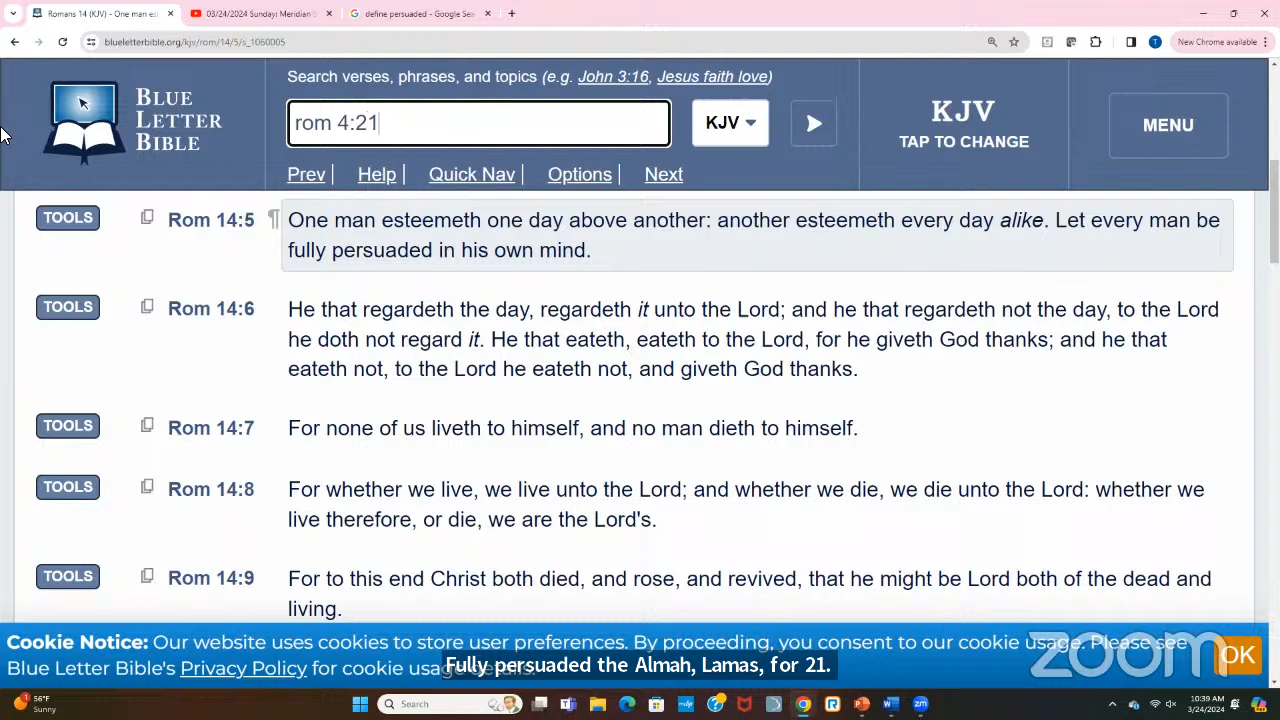 Romans 14 (KJV) - One man es
03/24/2024 Sunday: Meridian S
define persuaded - Google Sea
blueletterbible.org/kjv/rom/14/5/s_1060005
New Chrome available
T
BLUE
LETTER
BIBLE
Search verses, phrases, and topics (e.g. John 3:16, Jesus faith love)
rom 4:21
KJV
Prev | Help | Quick Nav | Options | Next
KJV
TAP TO CHANGE
MENU
TOOLS Rom 14:5 ¶ One man esteemeth one day above another: another esteemeth every day alike. Let every man be
fully persuaded in his own mind.
TOOLS Rom 14:6 He that regardeth the day, regardeth it unto the Lord; and he that regardeth not the day, to the Lord
he doth not regard it. He that eateth, eateth to the Lord, for he giveth God thanks; and he that
eateth not, to the Lord he eateth not, and giveth God thanks.
TOOLS Rom 14:7 For none of us liveth to himself, and no man dieth to himself.
TOOLS Rom 14:8 For whether we live, we live unto the Lord; and whether we die, we die unto the Lord: whether we
live therefore, or die, we are the Lord's.
TOOLS Rom 14:9 For to this end Christ both died, and rose, and revived, that he might be Lord both of the dead and
living.
Cookie Notice: Our website uses cookies to store user preferences. By proceeding, you consent to our cookie usage. Please see
Blue Letter Bible's Privacy Policy for cookie usage details.
OK
zoom
Fully persuaded the Almah, Lamas, for 21.
56°F
Sunny
Search
10:39 AM
3/24/2024